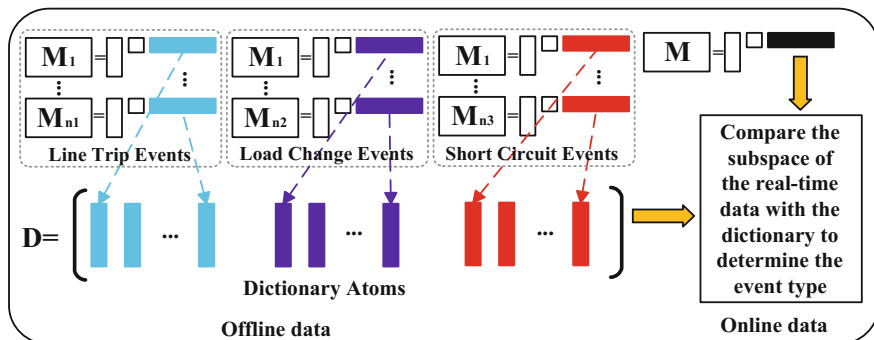 M1 = M1 = M1 = M =
⋮ ⋮ ⋮ ⋮ ⋮ ⋮
Mn1 = Mn2 = Mn3 =
Line Trip Events Load Change Events Short Circuit Events
Compare the
subspace of
the real-time
data with the
dictionary to
determine the
event type
D= ... ... ...
Dictionary Atoms
Offline data Online data